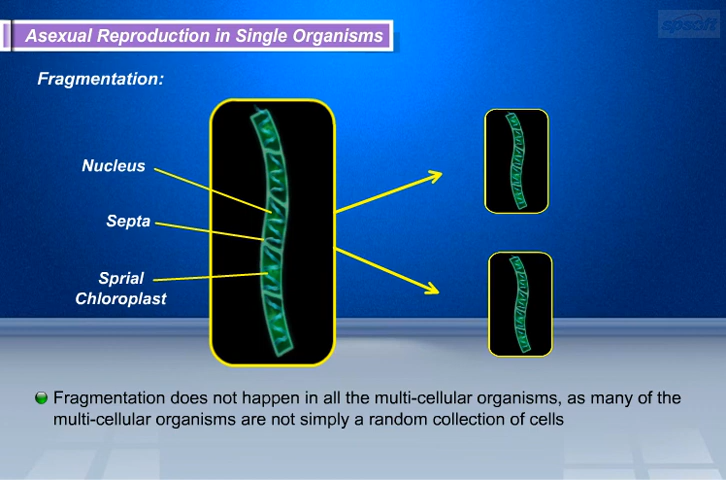 spsoft
Asexual Reproduction in Single Organisms
Fragmentation:
Nucleus
Septa
Sprial
Chloroplast
Fragmentation does not happen in all the multi-cellular organisms, as many of the
multi-cellular organisms are not simply a random collection of cells